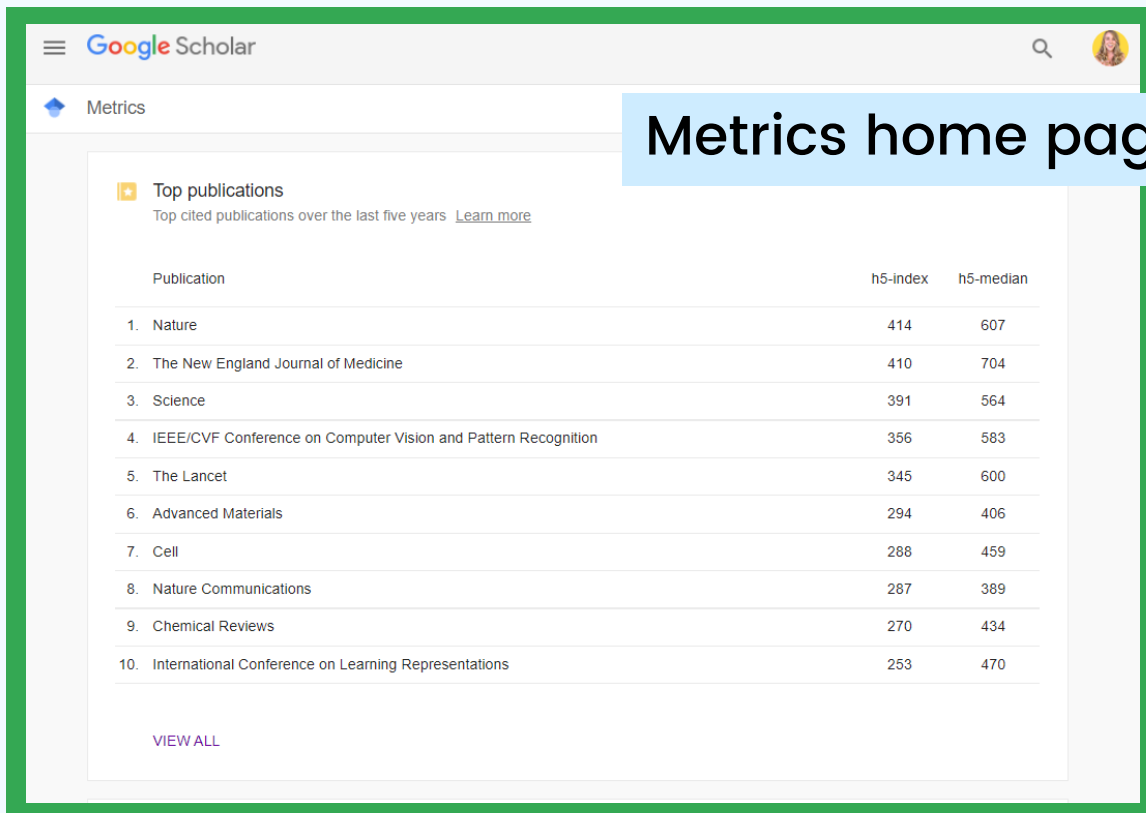 Google Scholar
Metrics
Metrics home pag
Top publications
Top cited publications over the last five years Learn more
Publication h5-index h5-median
1. Nature 414 607
2. The New England Journal of Medicine 410 704
3. Science 391 564
4. IEEE/CVF Conference on Computer Vision and Pattern Recognition 356 583
5. The Lancet 345 600
6. Advanced Materials 294 406
7. Cell 288 459
8. Nature Communications 287 389
9. Chemical Reviews 270 434
10. International Conference on Learning Representations 253 470
VIEW ALL